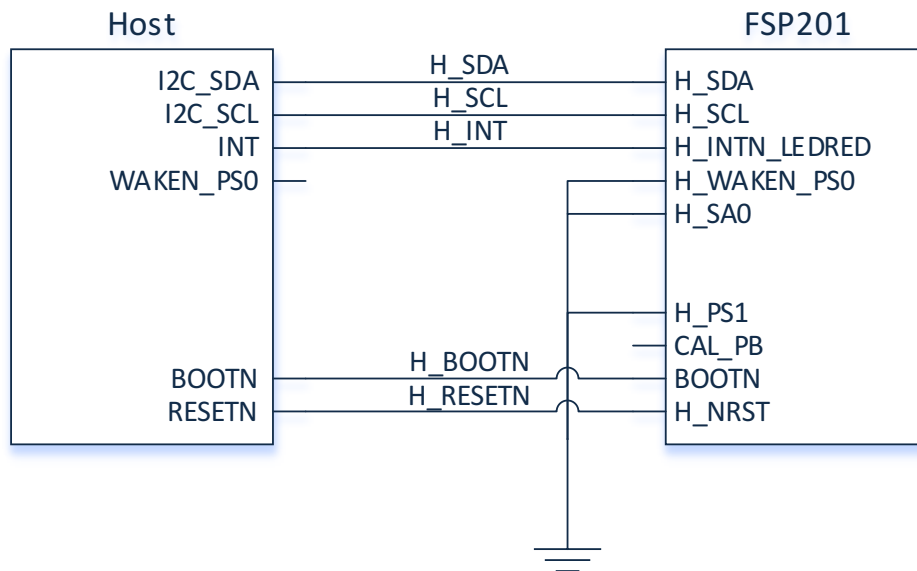 Host
FSP201
I2C_SDA
H_SDA
H_SDA
I2C_SCL
H_SCL
H_SCL
INT
H_INT
H_INTN_LEDRED
WAKEN_PS0
H_WAKEN_PS0
H_SA0
H_PS1
CAL_PB
BOOTN
H_BOOTN
BOOTN
RESETN
H_RESETN
H_NRST